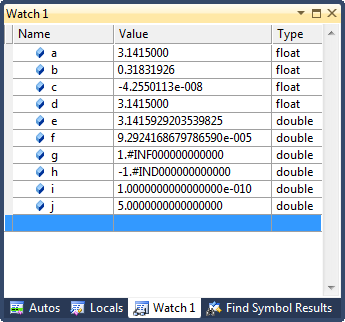 Watch 1
Name Value Type
a 3.1415000 float
b 0.31831926 float
c -4.2550113e-008 float
d 3.1415000 float
e 3.1415929203539825 double
f 9.2924168679786590e-005 double
g 1.#INF000000000000 double
h -1.#IND000000000000 double
i 1.0000000000000000e-010 double
j 5.0000000000000000 double
Autos Locals Watch 1 Find Symbol Results